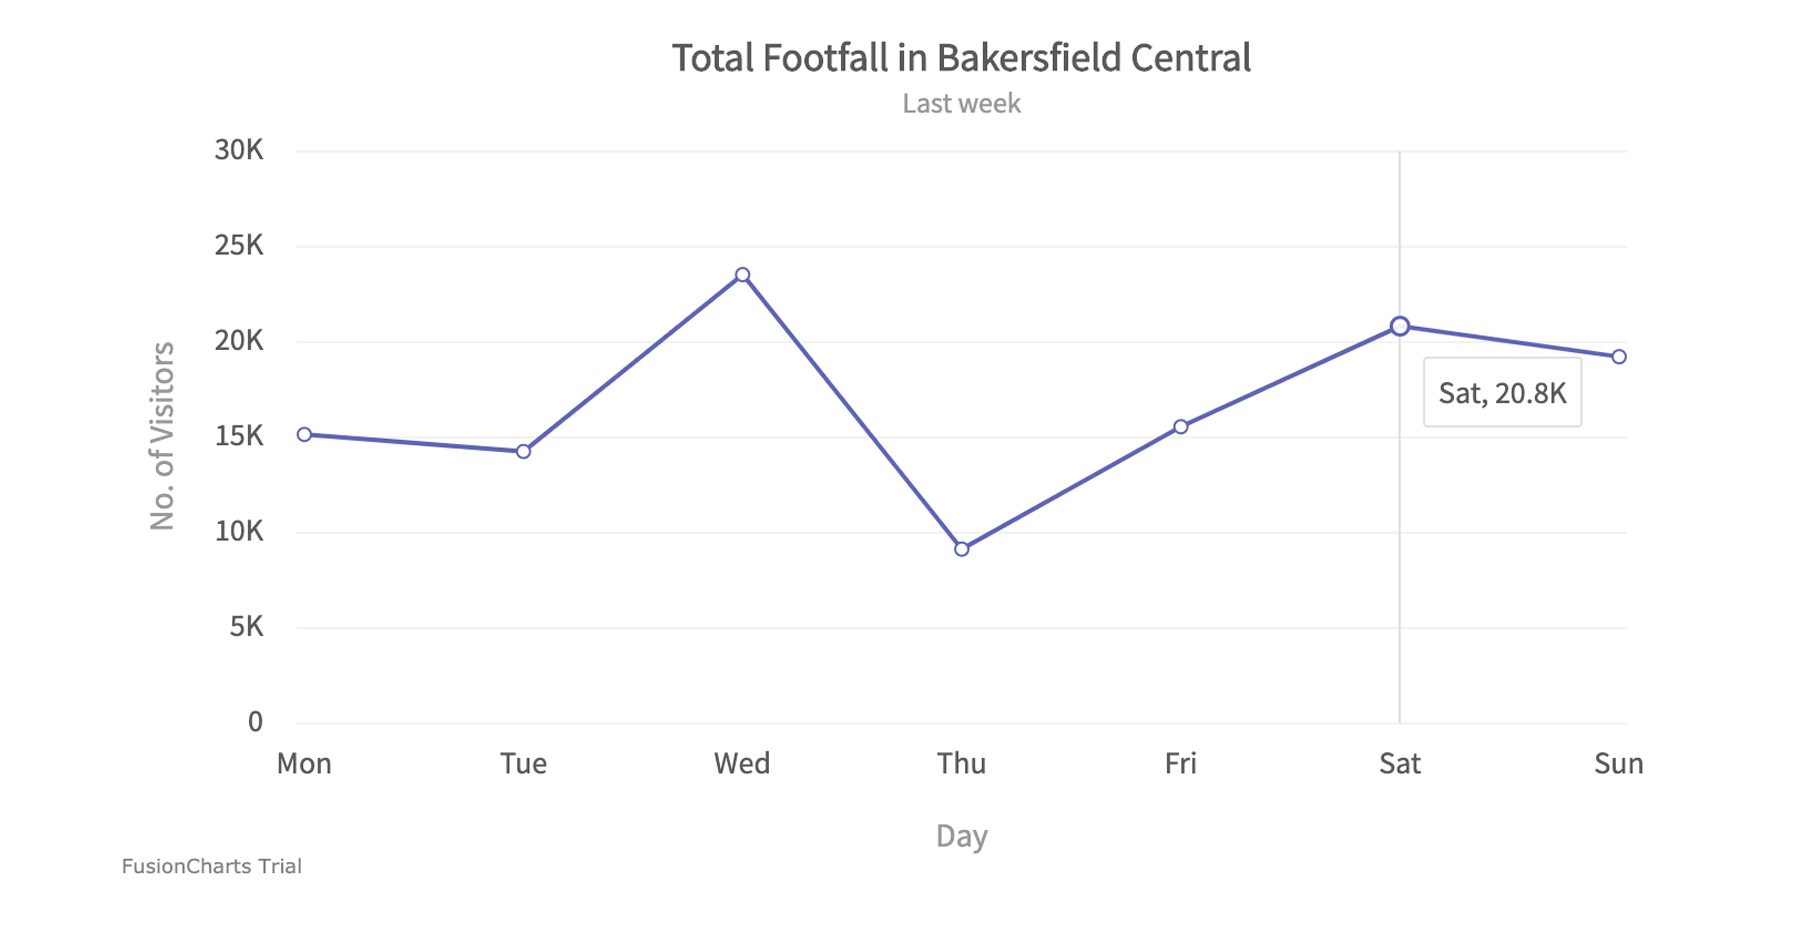 Total Footfall in Bakersfield Central
Last week
30K
25K
20K
15K
10K
5K
0
No. of Visitors
Sat, 20.8K
Mon Tue Wed Thu Fri Sat Sun
Day
FusionCharts Trial